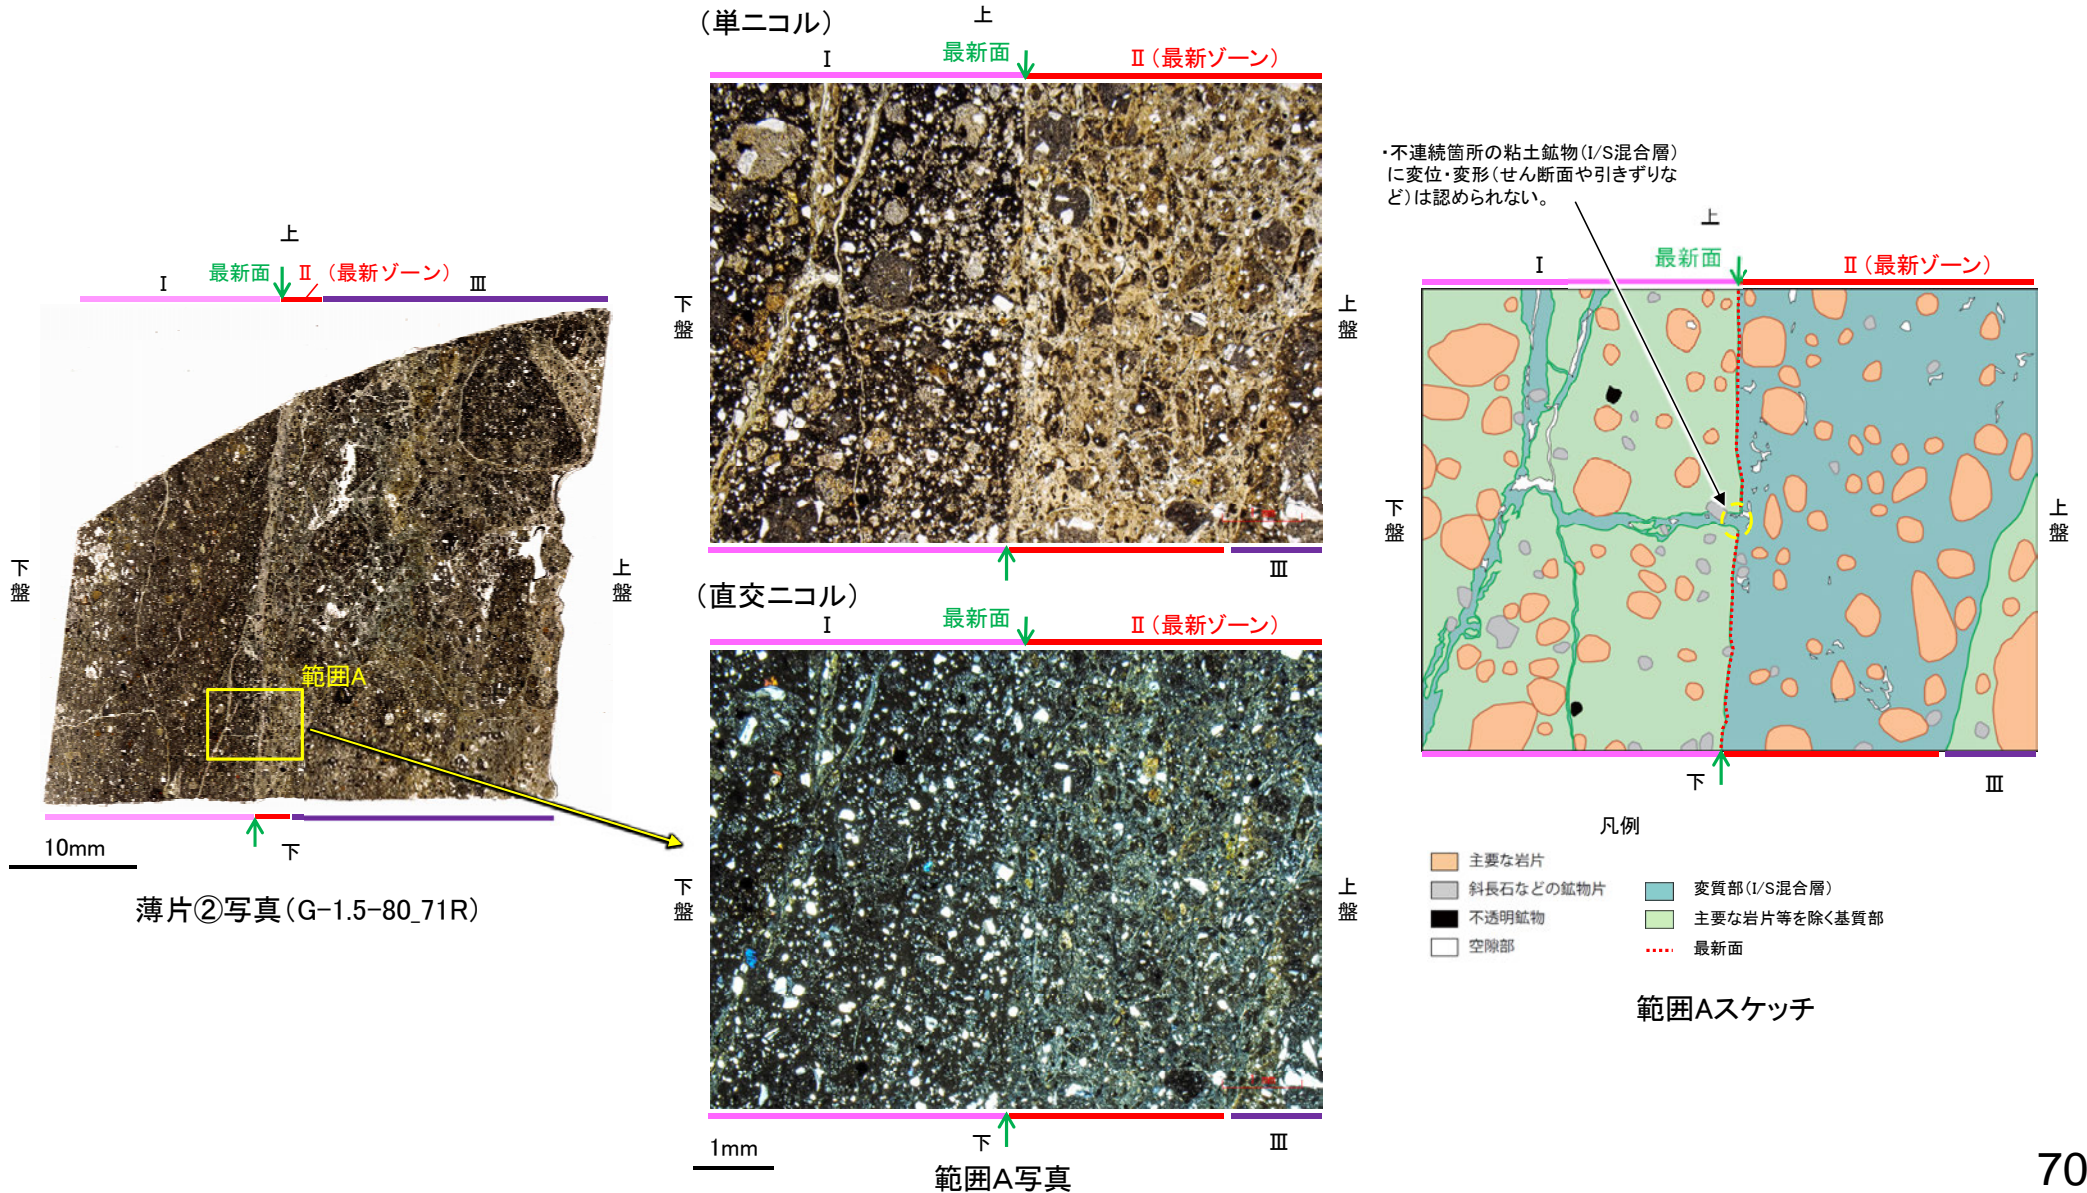 上
最新面
Ⅰ
Ⅱ （最新ゾーン）
Ⅲ
下盤
上盤
範囲A
下
10mm
薄片②写真（G-1.5-80_71R）
（単ニコル）
上
最新面
Ⅰ
Ⅱ（最新ゾーン）
下盤
上盤
Ⅲ
（直交ニコル）
最新面
Ⅰ
Ⅱ（最新ゾーン）
下盤
上盤
下
Ⅲ
1mm
範囲A写真
・不連続箇所の粘土鉱物（I/S混合層）
に変位・変形（せん断面や引きずりな
ど）は認められない。
上
最新面
Ⅰ
Ⅱ（最新ゾーン）
下盤
上盤
下
Ⅲ
凡例
主要な岩片
斜長石などの鉱物片
不透明鉱物
空隙部
変質部（I/S混合層）
主要な岩片等を除く基質部
最新面
範囲Aスケッチ
70